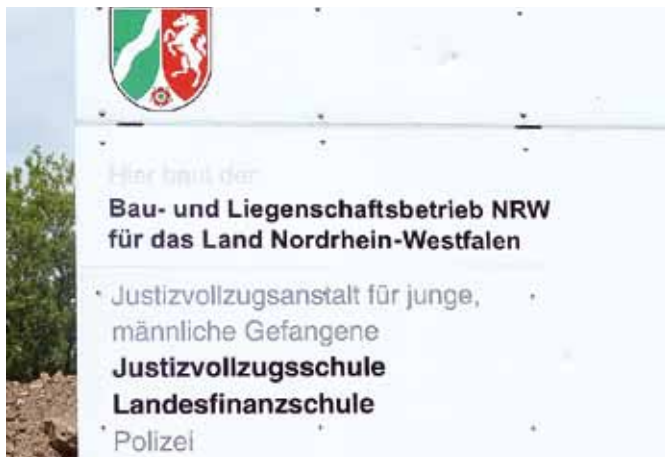 Hier baut der
Bau- und Liegenschaftsbetrieb NRW
für das Land Nordrhein-Westfalen
Justizvollzugsanstalt für junge,
männliche Gefangene
Justizvollzugsschule
Landesfinanzschule
Polizei